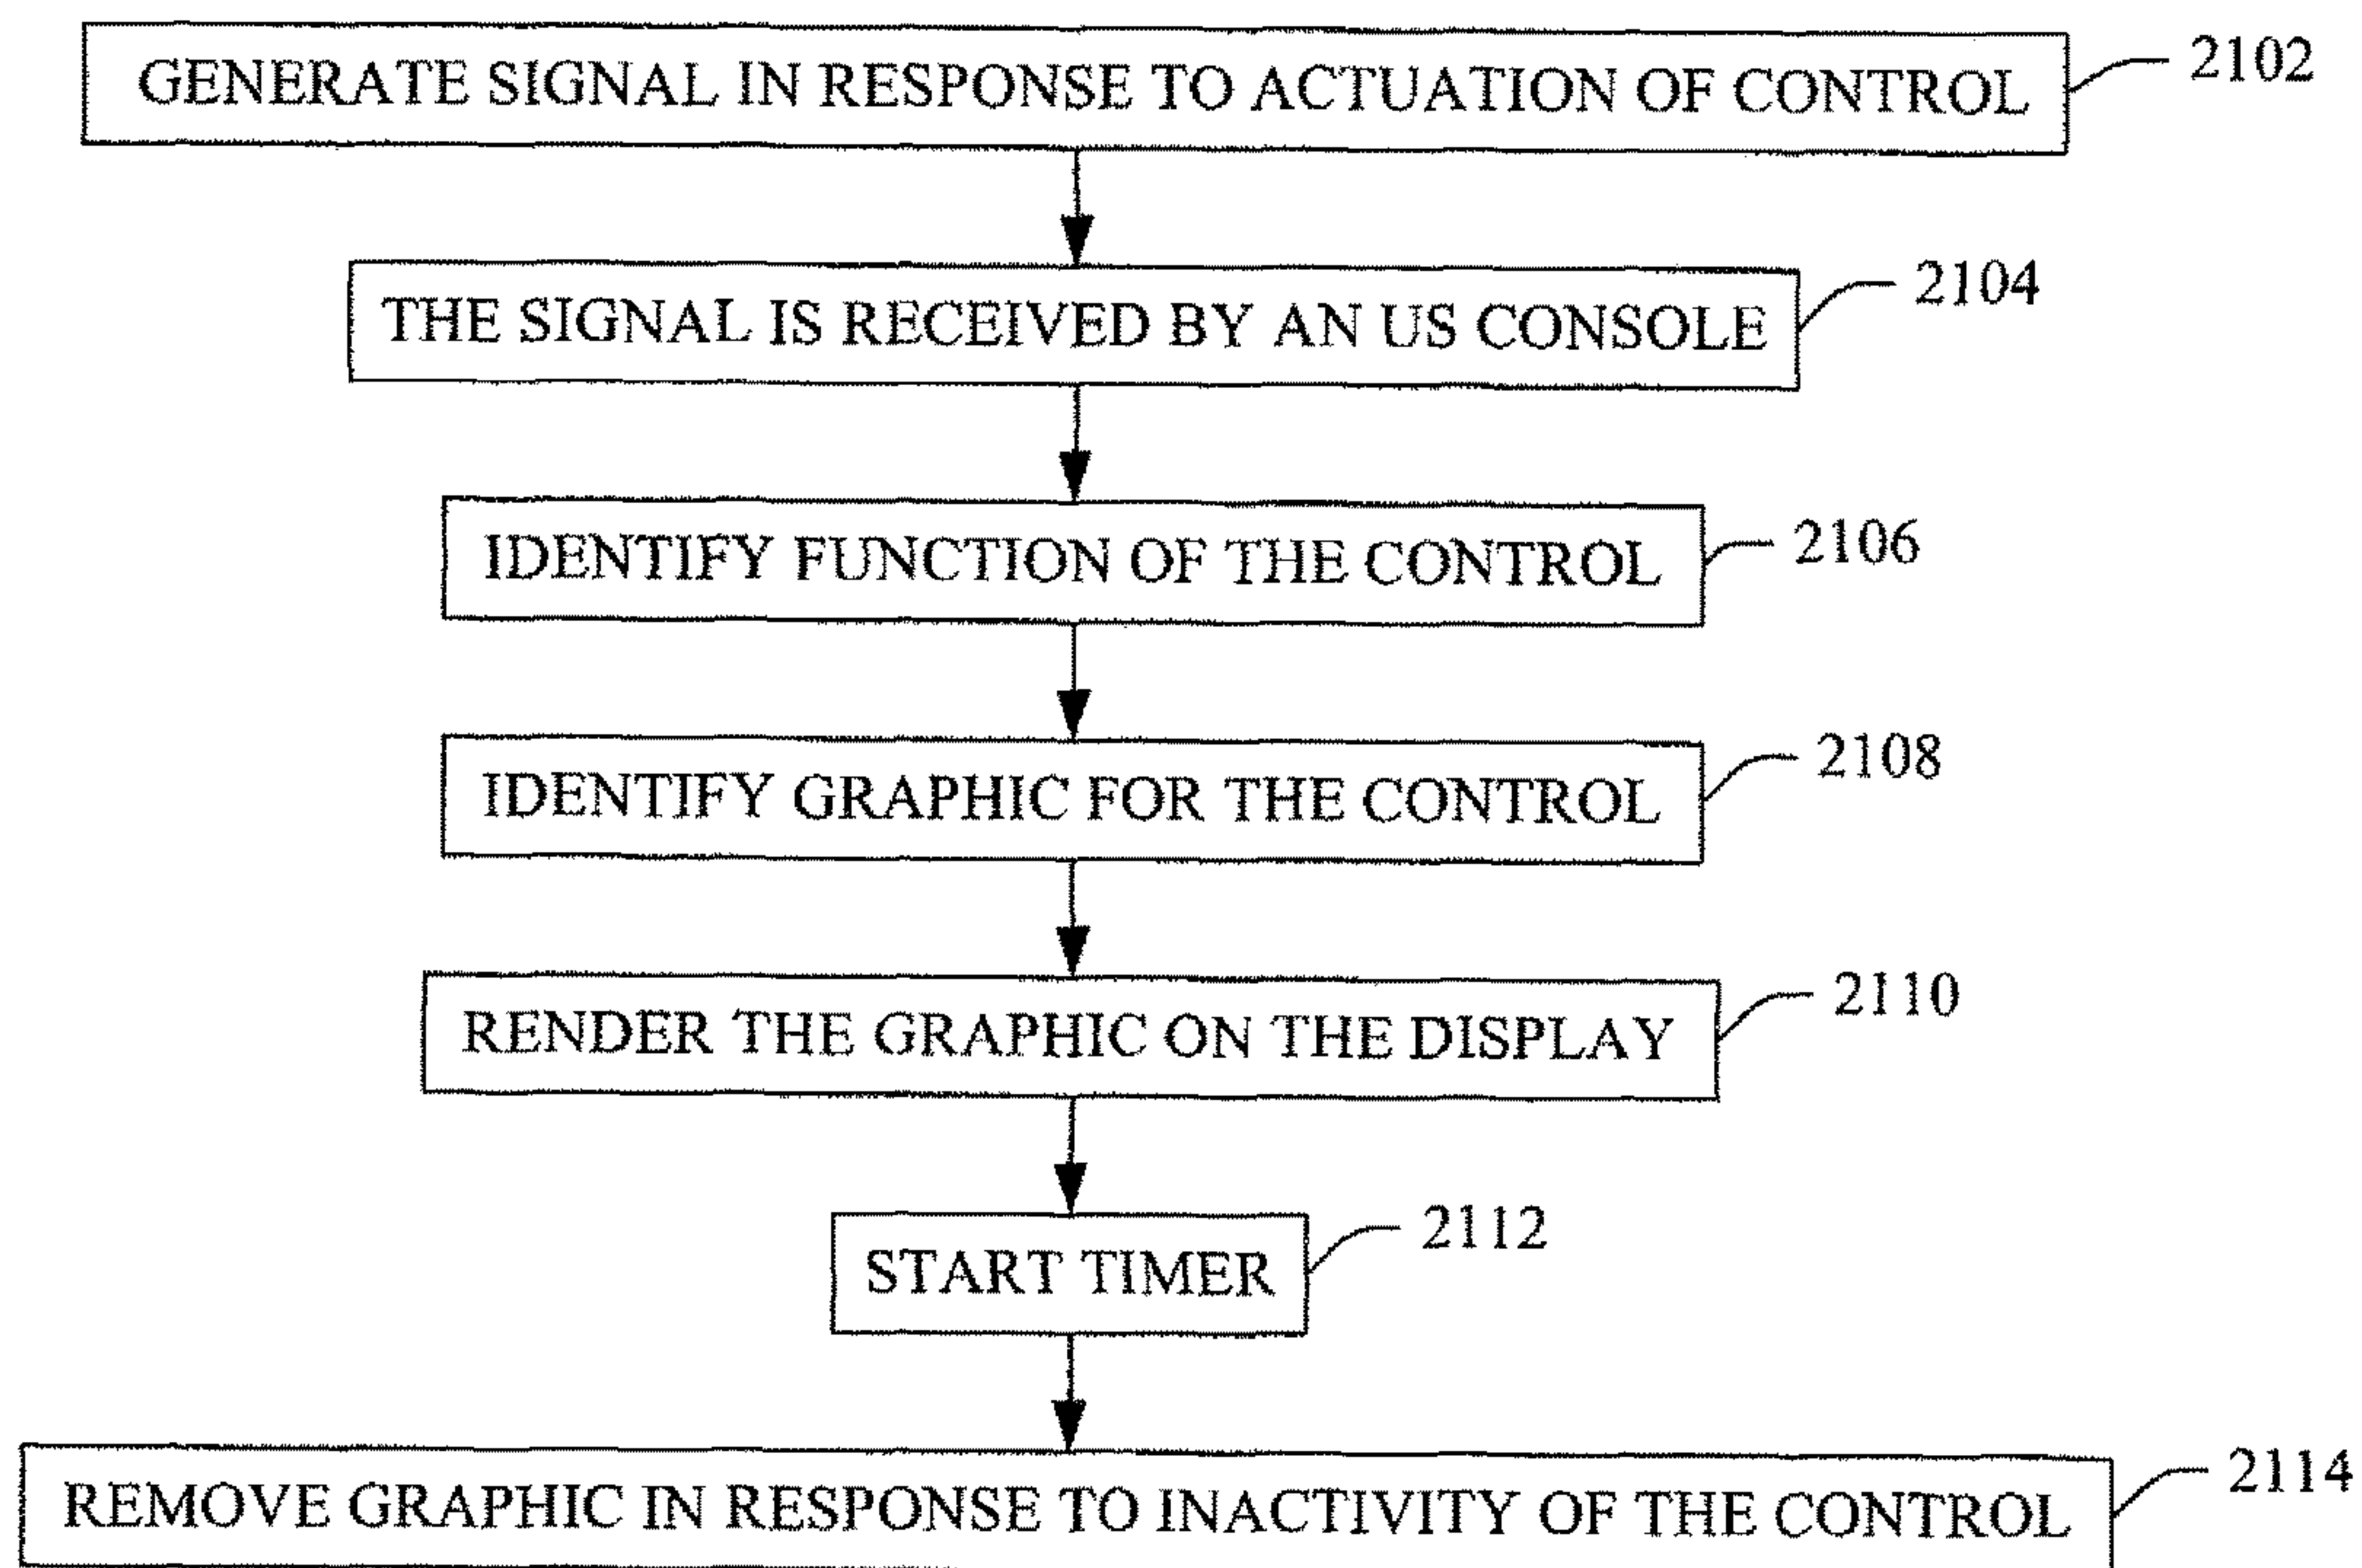 GENERATE SIGNAL IN RESPONSE TO ACTUATION OF CONTROL
2102
THE SIGNAL IS RECEIVED BY AN US CONSOLE
2104
IDENTIFY FUNCTION OF THE CONTROL
2106
IDENTIFY GRAPHIC FOR THE CONTROL
2108
RENDER THE GRAPHIC ON THE DISPLAY
2110
START TIMER
2112
REMOVE GRAPHIC IN RESPONSE TO INACTIVITY OF THE CONTROL
2114